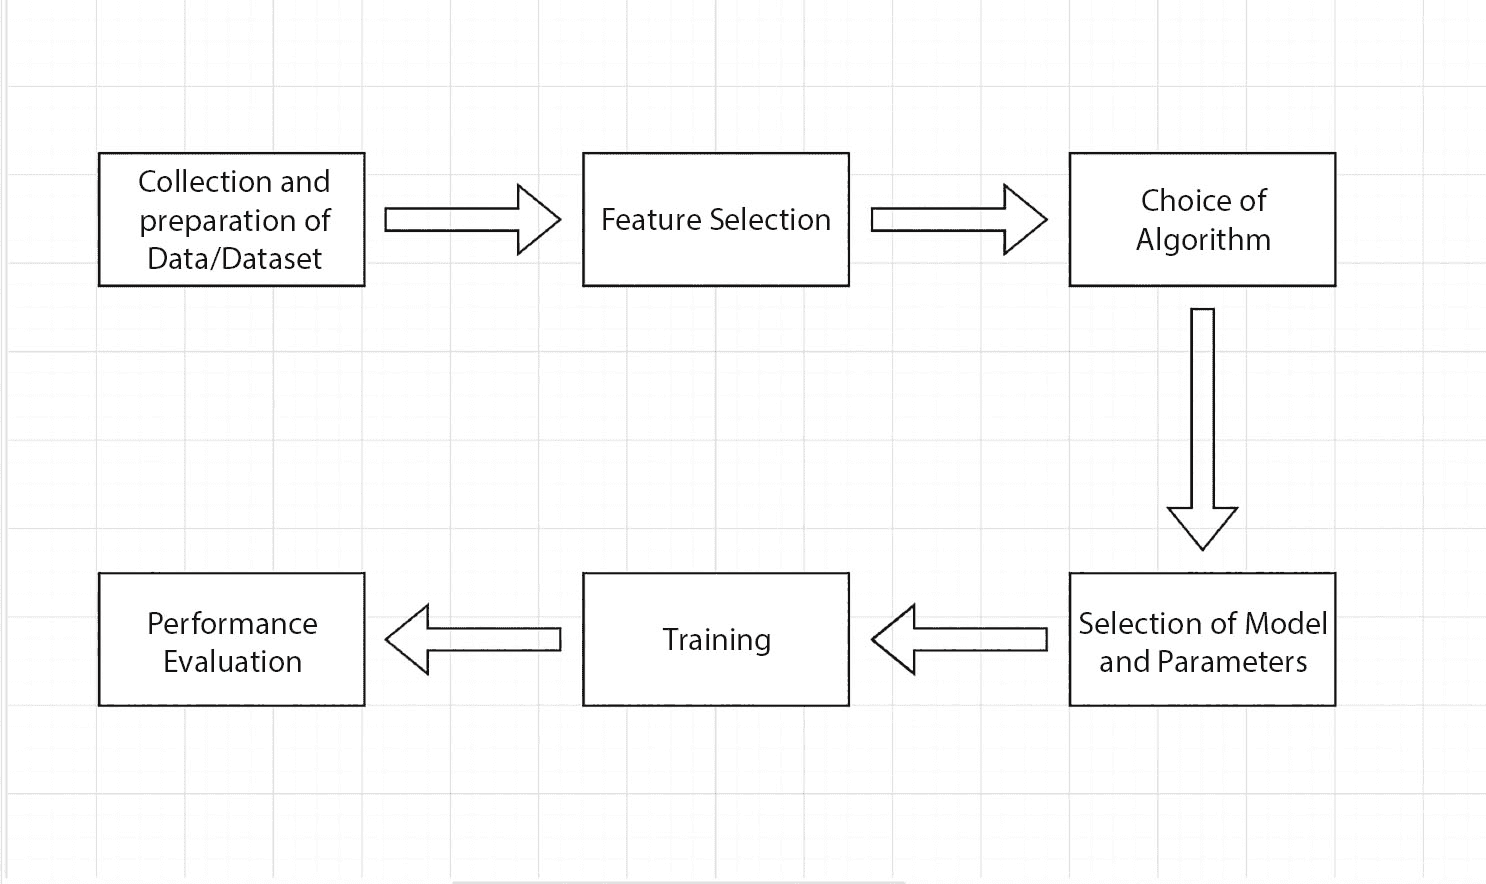 Collection and
preparation of
Data/Dataset
Feature Selection
Choice of
Algorithm
Selection of Model
and Parameters
Training
Performance
Evaluation